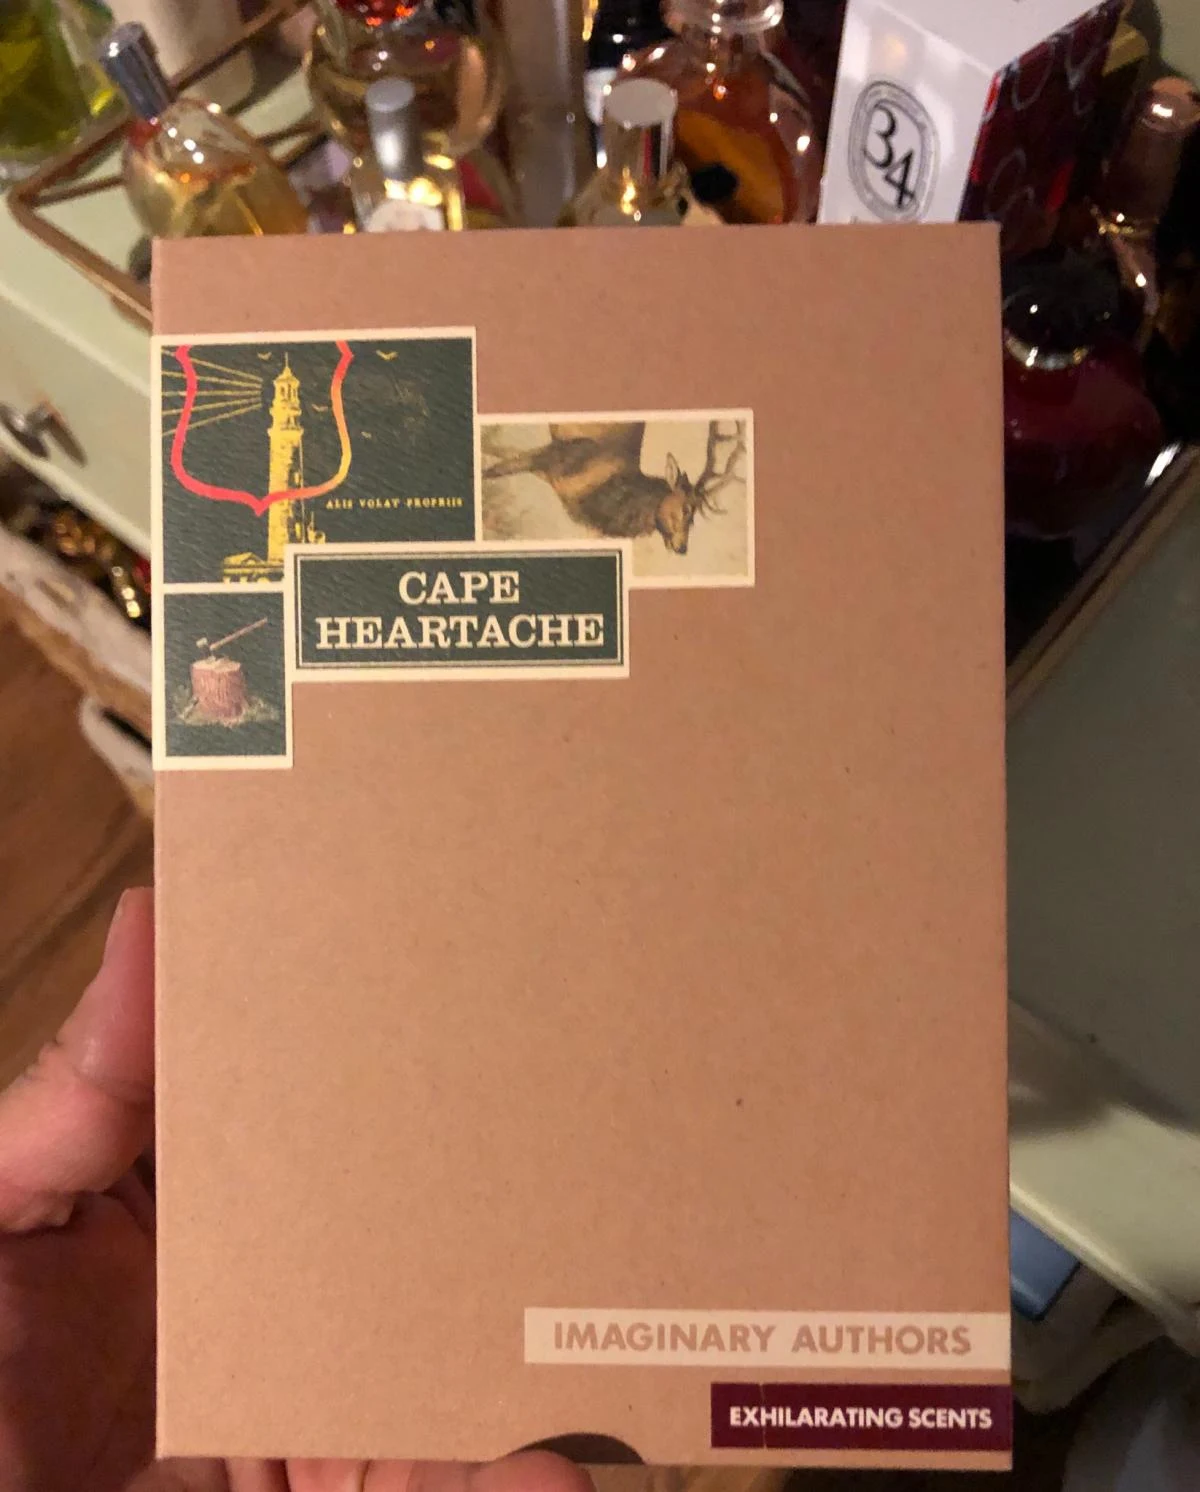 34
ALIS VOLAT PROPRIIS
CAPE
HEARTACHE
IMAGINARY AUTHORS
EXHILARATING SCENTS